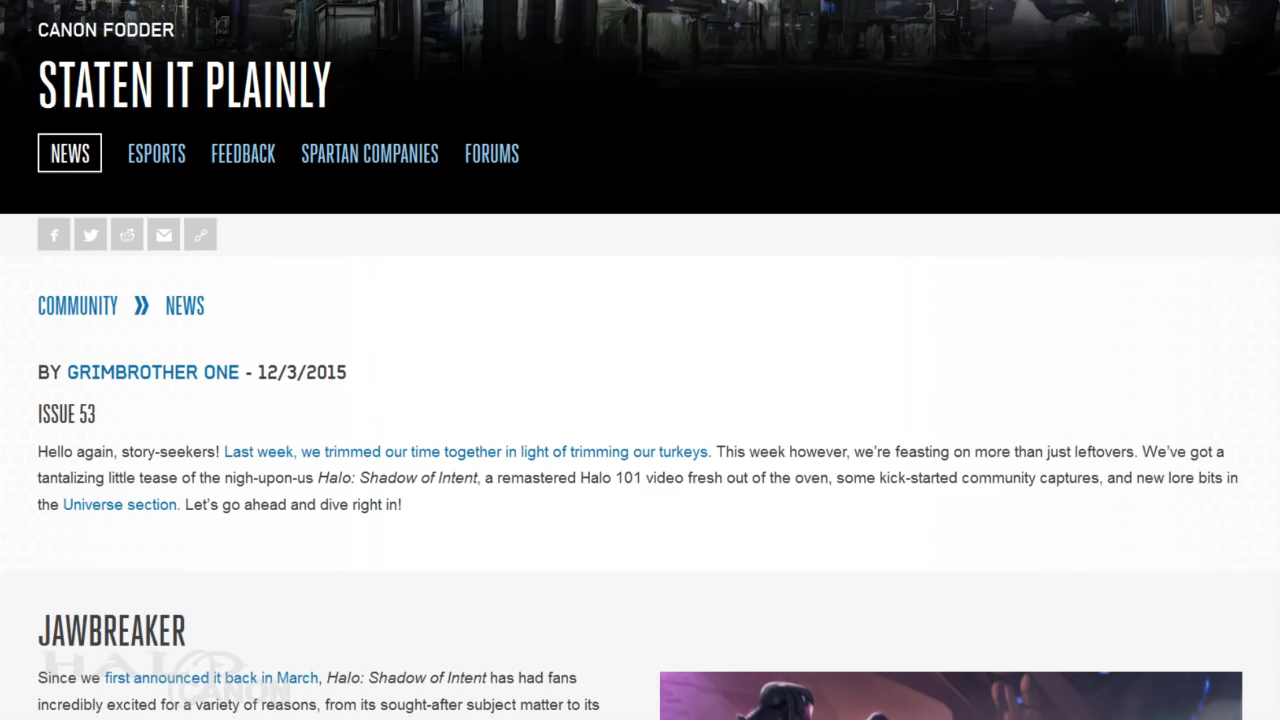 CANON FODDER
STATEN IT PLAINLY
NEWS ESPORTS FEEDBACK SPARTAN COMPANIES FORUMS
COMMUNITY » NEWS
BY GRIMBROTHER ONE - 12/3/2015
ISSUE 53
Hello again, story-seekers! Last week, we trimmed our time together in light of trimming our turkeys. This week however, we're feasting on more than just leftovers. We've got a
tantalizing little tease of the nigh-upon-us Halo: Shadow of Intent, a remastered Halo 101 video fresh out of the oven, some kick-started community captures, and new lore bits in
the Universe section. Let's go ahead and dive right in!
JAWBREAKER
HALO
CANON
Since we first announced it back in March, Halo: Shadow of Intent has had fans
incredibly excited for a variety of reasons, from its sought-after subject matter to its